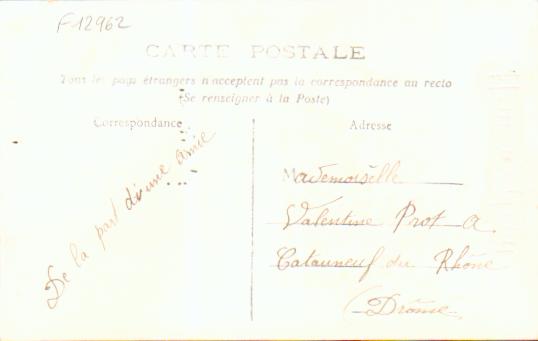 F12962
CARTE POSTALE
Tous les pays étrangers n'acceptent pas la correspondance au recto
(Se renseigner à la Poste)
Correspondance
De la part d'une amie
Adresse
Mademoiselle
Valentine Prot a
Catauneuf du Rhône
(Drôme.